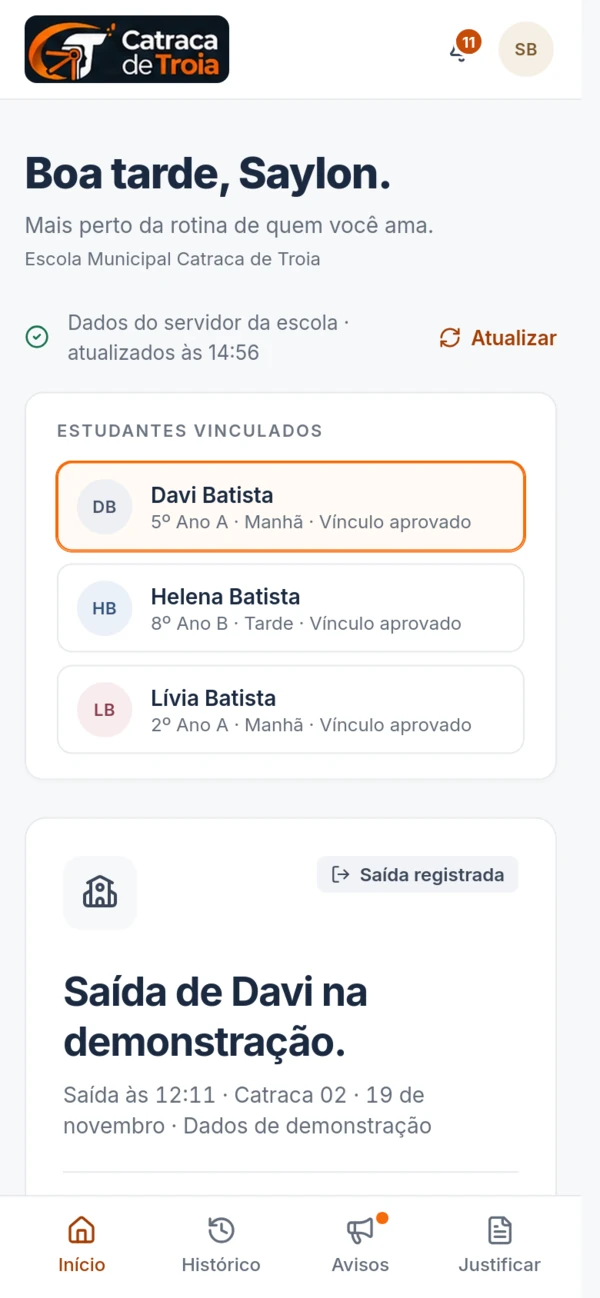 Catraca
de Troia
11
SB
Boa tarde, Saylon.
Mais perto da rotina de quem você ama.
Escola Municipal Catraca de Troia
Dados do servidor da escola ·
atualizados às 14:56
Atualizar
ESTUDANTES VINCULADOS
DB
Davi Batista
5º Ano A · Manhã · Vínculo aprovado
HB
Helena Batista
8º Ano B · Tarde · Vínculo aprovado
LB
Lívia Batista
2º Ano A · Manhã · Vínculo aprovado
Saída registrada
Saída de Davi na
demonstração.
Saída às 12:11 · Catraca 02 · 19 de
novembro · Dados de demonstração
Início
Histórico
Avisos
Justificar